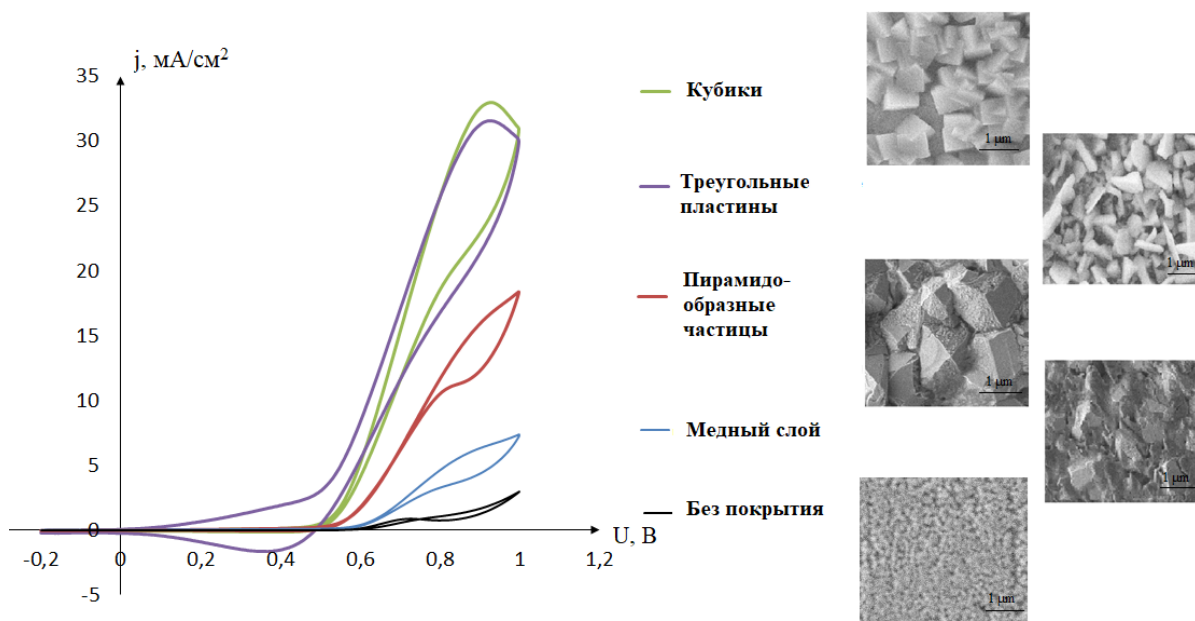 j, мА/см²
35
30
25
20
15
10
5
0
-5
-0,2
0
0,2
0,4
0,6
0,8
1
1,2
U, В
Кубики
Треугольные
пластины
Пирамидо-
образные
частицы
Медный слой
Без покрытия
1 μm
1 μm
1 μm
1 μm
1 μm